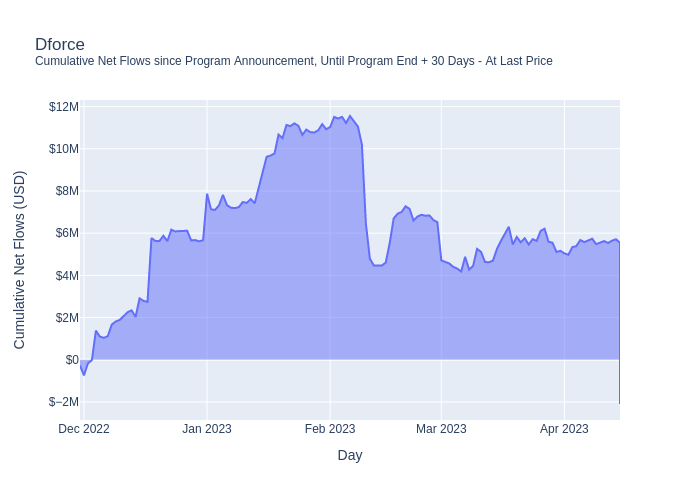 Dforce
Cumulative Net Flows since Program Announcement, Until Program End + 30 Days - At Last Price
Cumulative Net Flows (USD)
$12M
$10M
$8M
$6M
$4M
$2M
$0
$−2M
Dec 2022
Jan 2023
Feb 2023
Mar 2023
Apr 2023
Day